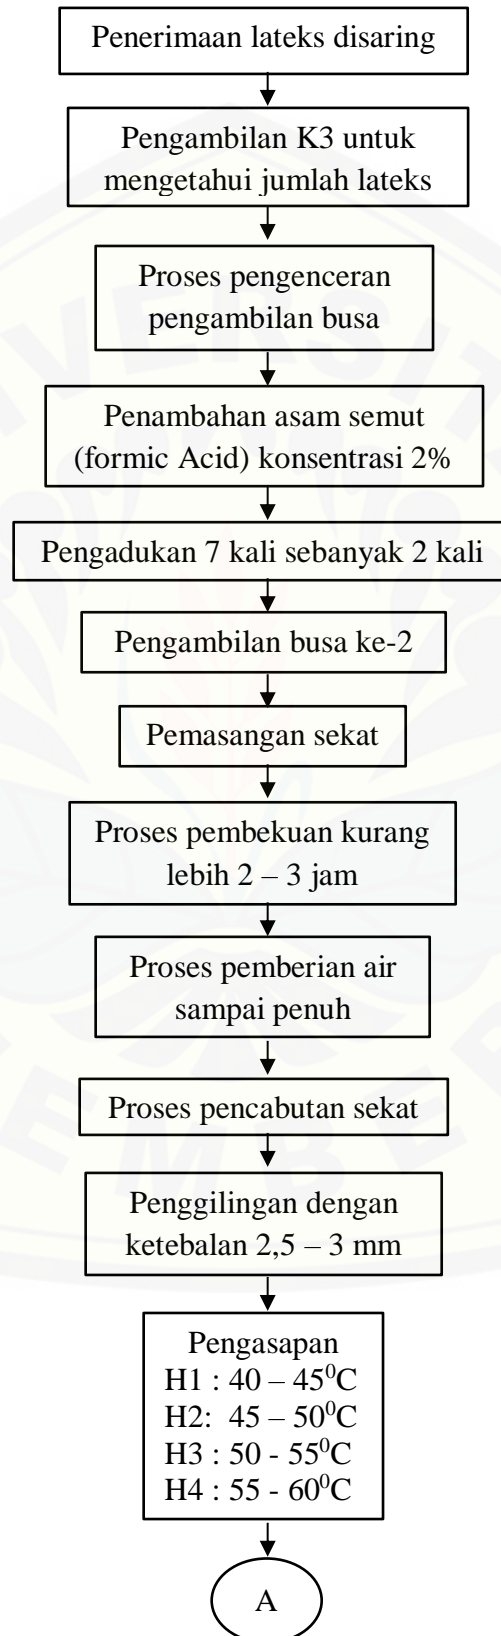 Penerimaan lateks disaring
Pengambilan K3 untuk
mengetahui jumlah lateks
Proses pengenceran
pengambilan busa
Penambahan asam semut
(formic Acid) konsentrasi 2%
Pengadukan 7 kali sebanyak 2 kali
Pengambilan busa ke-2
Pemasangan sekat
Proses pembekuan kurang
lebih 2 – 3 jam
Proses pemberian air
sampai penuh
Proses pencabutan sekat
Penggilingan dengan
ketebalan 2,5 – 3 mm
Pengasapan
H1 : 40 – 45⁰C
H2: 45 – 50⁰C
H3 : 50 - 55⁰C
H4 : 55 - 60⁰C
A